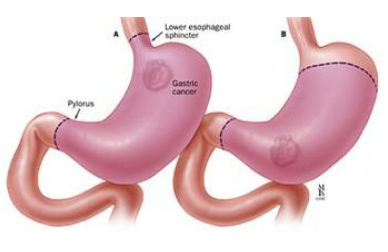 A
Lower esophageal
sphincter
B
Gastric
cancer
Pylorus